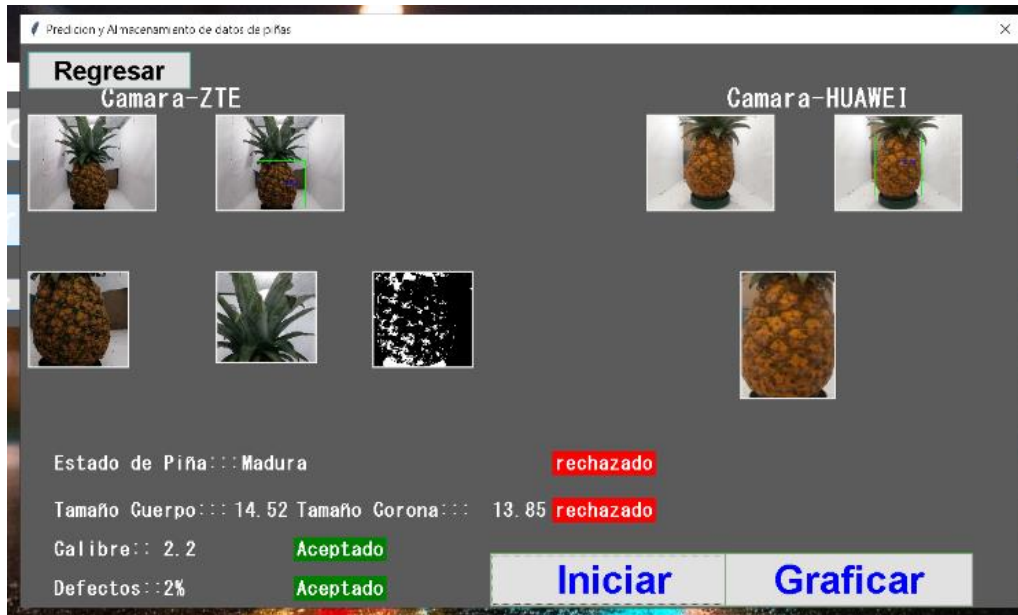 Predicion y Almacenamiento de datos de piñas
Regresar
Camara-ZTE
Camara-HUAWEI
Estado de Piña:::Madura rechazado
Tamaño Cuerpo::: 14.52 Tamaño Corona::: 13.85 rechazado
Calibre:: 2.2 Aceptado
Defectos::2% Aceptado
Iniciar
Graficar